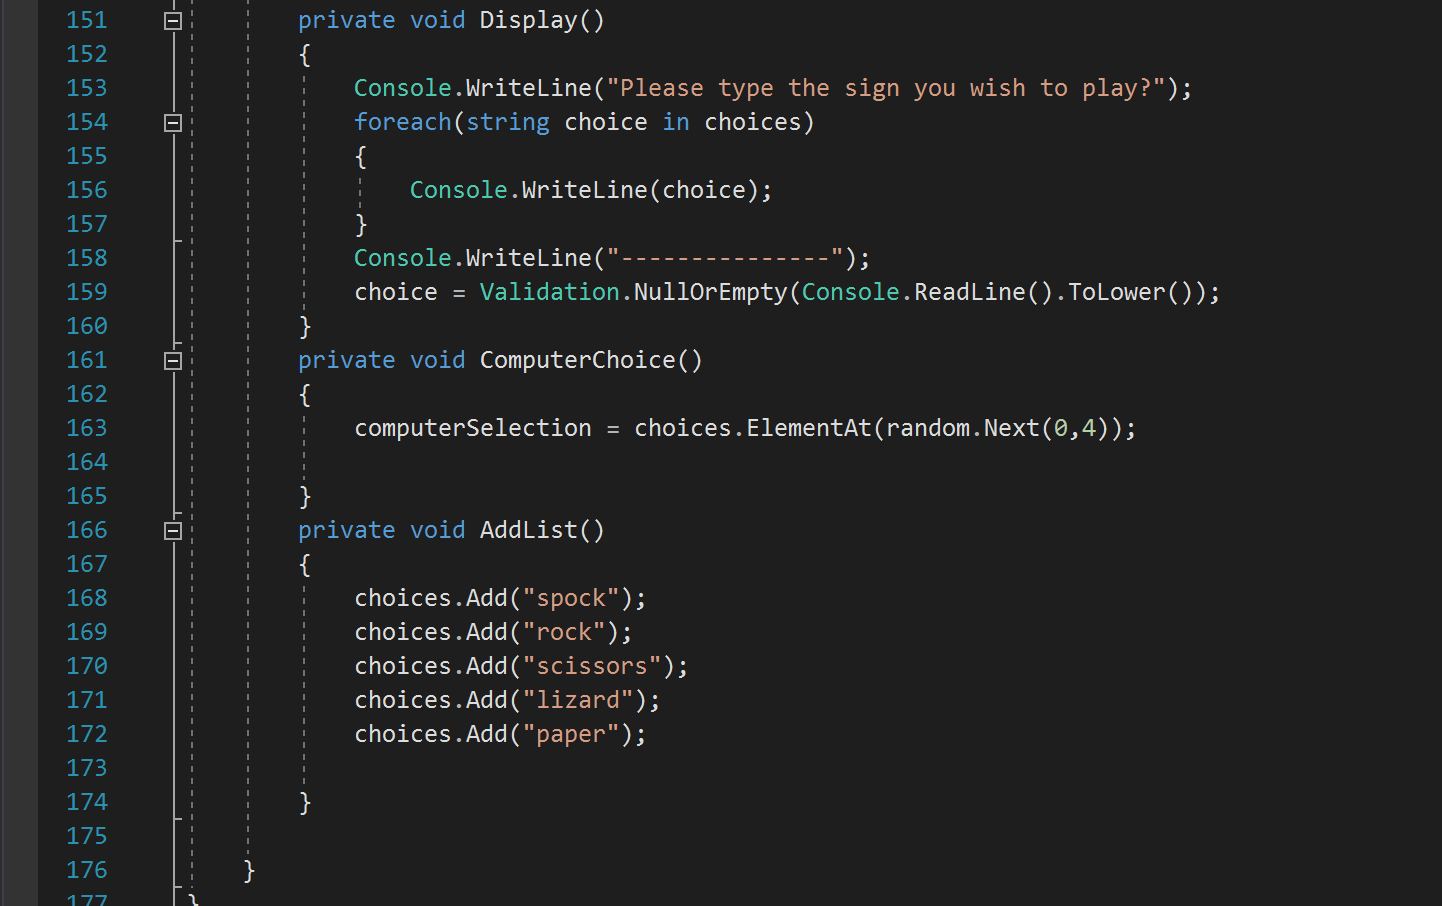 151 private void Display()
152 {
153 Console.WriteLine("Please type the sign you wish to play?");
154 foreach(string choice in choices)
155 {
156 Console.WriteLine(choice);
157 }
158 Console.WriteLine("---------------");
159 choice = Validation.NullOrEmpty(Console.ReadLine().ToLower());
160 }
161 private void ComputerChoice()
162 {
163 computerSelection = choices.ElementAt(random.Next(0,4));
164
165 }
166 private void AddList()
167 {
168 choices.Add("spock");
169 choices.Add("rock");
170 choices.Add("scissors");
171 choices.Add("lizard");
172 choices.Add("paper");
173
174 }
175
176 }
177 }